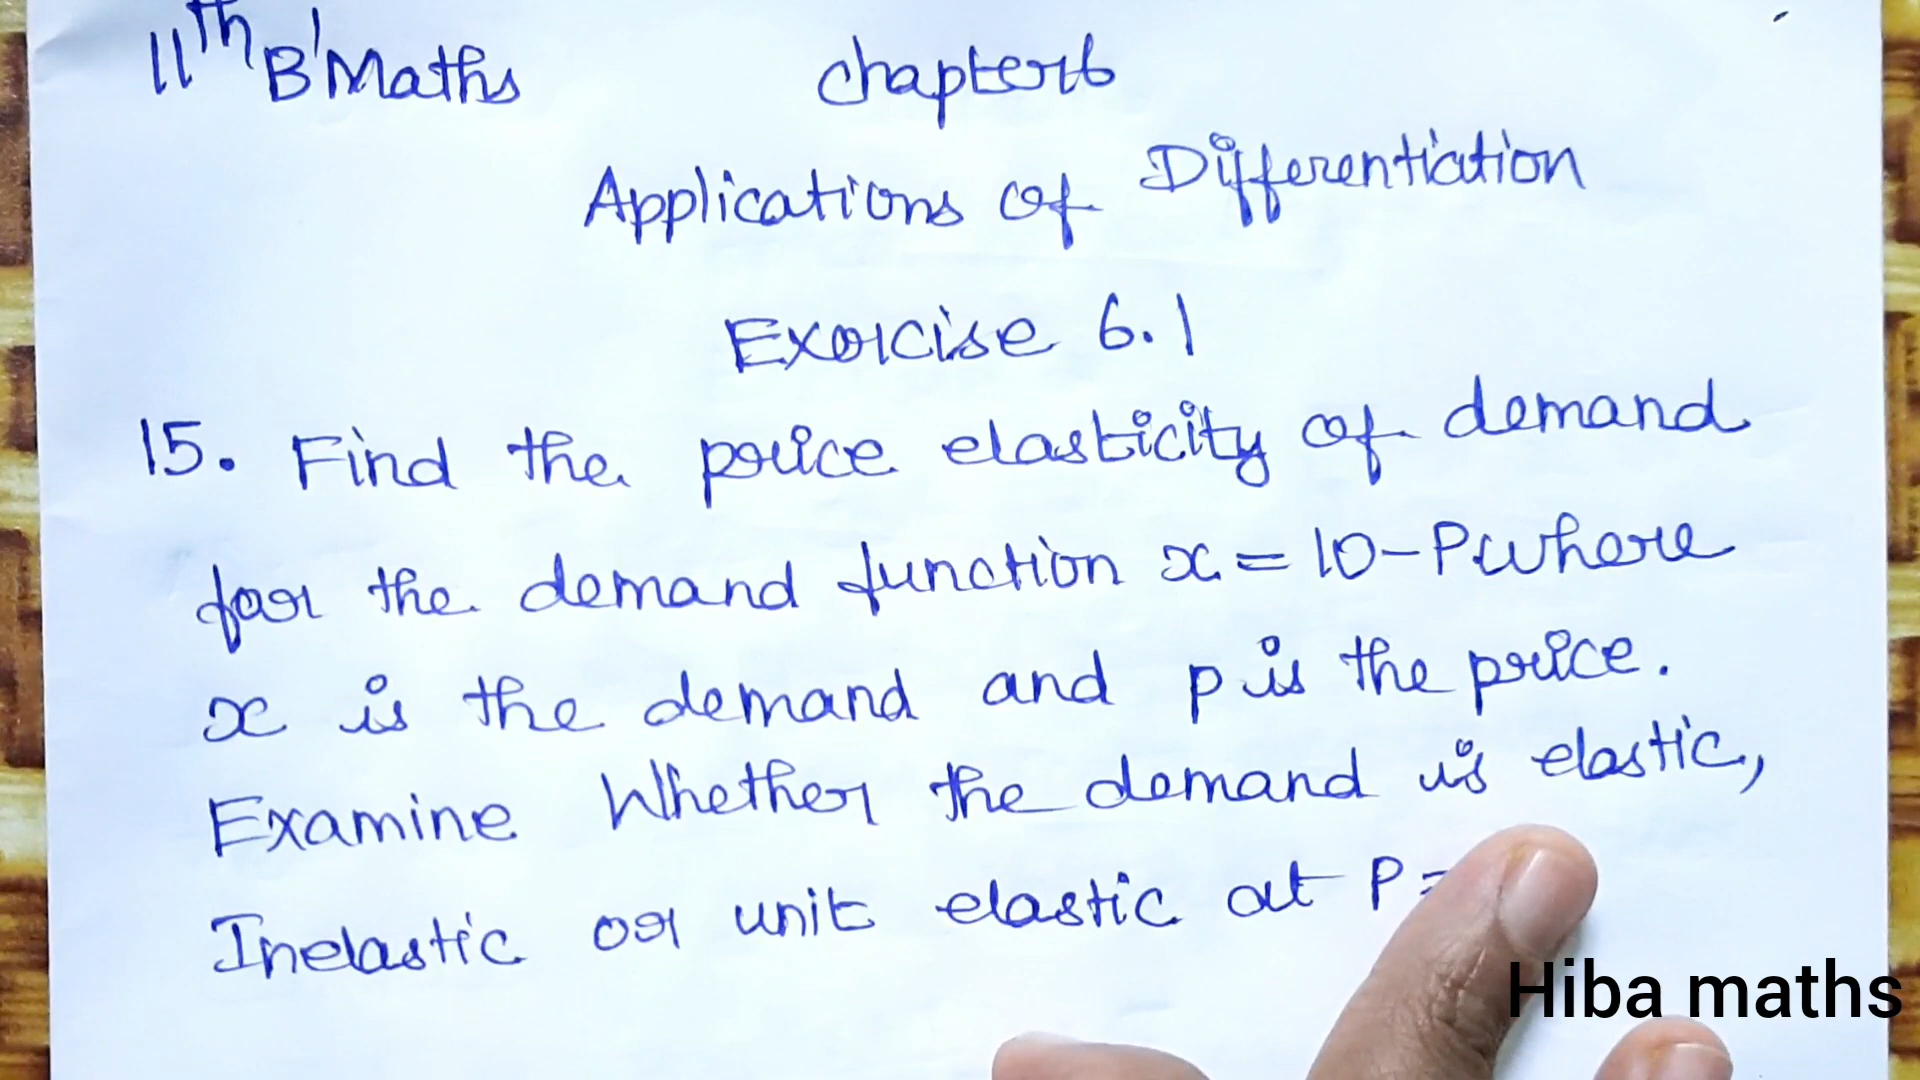 11th B'Maths chapter 6
Applications of Differentiation
Exercise 6.1
15. Find the price elasticity of demand
for the demand function x = 10-P where
x is the demand and p is the price.
Examine Whether the demand is elastic,
Inelastic or unit elastic at P=
Hiba maths